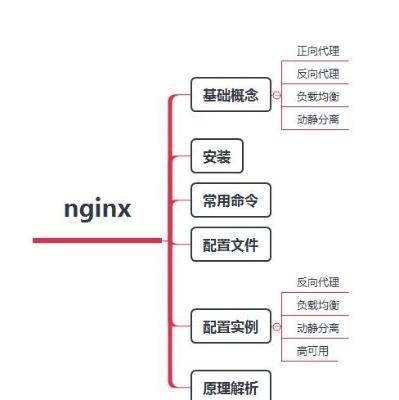 nginx
基础概念
正向代理
反向代理
负载均衡
动静分离
安装
常用命令
配置文件
配置实例
反向代理
负载均衡
动静分离
高可用
原理解析